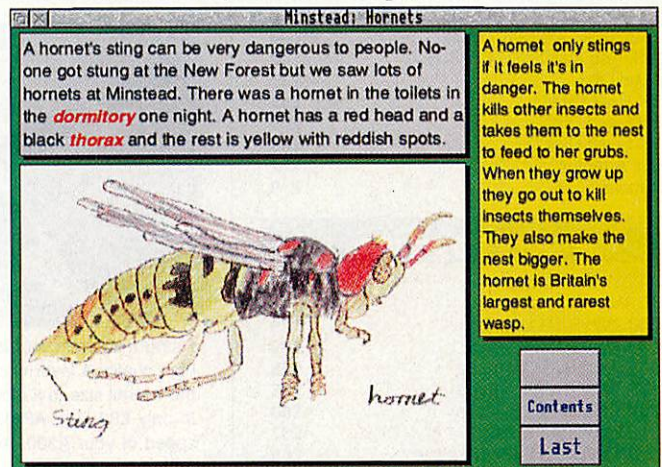 Minstead: Hornets
A hornet's sting can be very dangerous to people. No-
one got stung at the New Forest but we saw lots of
hornets at Minstead. There was a hornet in the toilets in
the dormitory one night. A hornet has a red head and a
black thorax and the rest is yellow with reddish spots.
A hornet only stings
if it feels it's in
danger. The hornet
kills other insects and
takes them to the nest
to feed to her grubs.
When they grow up
they go out to kill
insects themselves.
They also make the
nest bigger. The
hornet is Britain's
largest and rarest
wasp.
Sting
hornet
Contents
Last